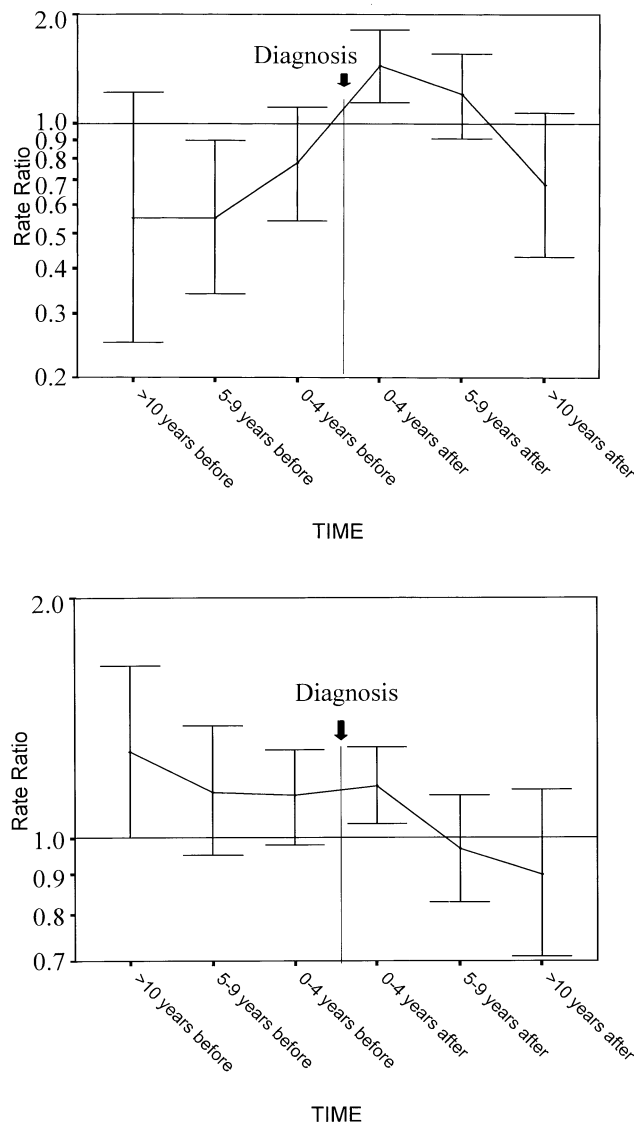 2.0
Diagnosis
1.0
0.9
0.8
0.7
0.6
0.5
0.4
0.3
0.2
Rate Ratio
>10 years before
5-9 years before
0-4 years before
0-4 years after
5-9 years after
>10 years after
TIME
2.0
Diagnosis
1.0
0.9
0.8
0.7
Rate Ratio
>10 years before
5-9 years before
0-4 years before
0-4 years after
5-9 years after
>10 years after
TIME